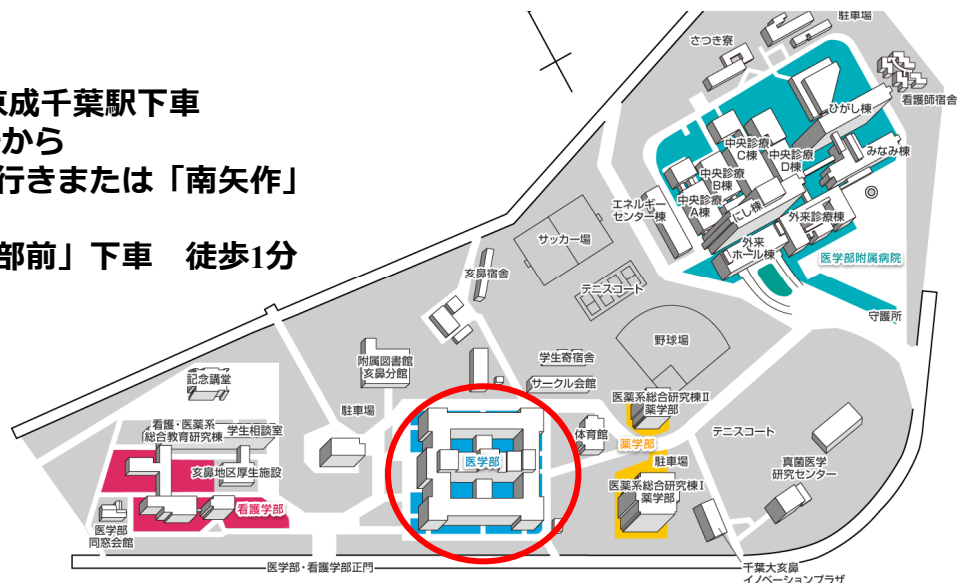 京成千葉駅下車
から
行きまたは「南矢作」
部前」下車　徒歩1分
駐車場
さつき寮
看護師宿舎
ひがし棟
中央診療
C棟
中央診療
D棟
みなみ棟
中央診療
B棟
中央診療
A棟
エネルギー
センター棟
にし棟
外来診療棟
外来
ホール棟
医学部附属病院
守護所
サッカー場
亥鼻宿舎
テニスコート
野球場
附属図書館
亥鼻分館
学生寄宿舎
サークル会館
記念講堂
駐車場
医薬系総合研究棟Ⅱ
薬学部
看護・医薬系
総合教育研究棟
学生相談室
体育館
薬学部
テニスコート
医学部
駐車場
真菌医学
研究センター
亥鼻地区厚生施設
医薬系総合研究棟Ⅰ
薬学部
看護学部
医学部
同窓会館
医学部・看護学部正門
千葉大亥鼻
イノベーションプラザ